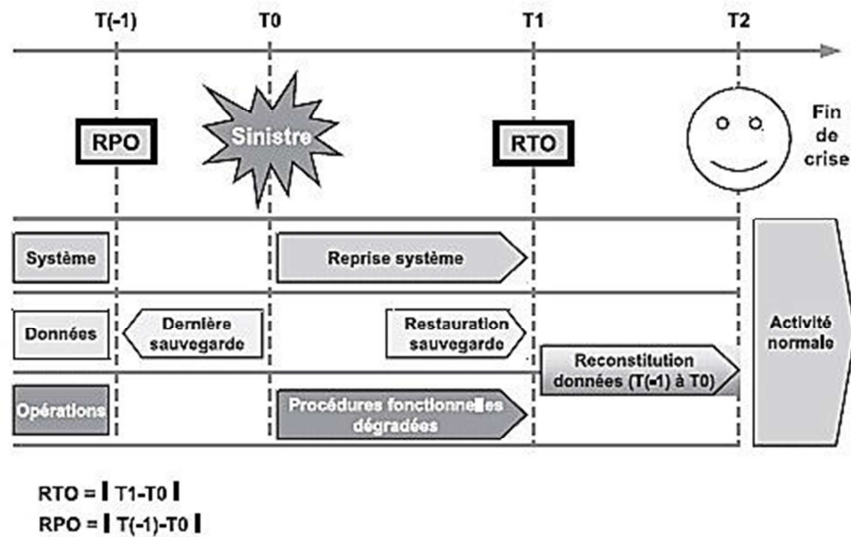 T(-1) T0 T1 T2
RPO
Sinistre
RTO
Fin
de
crise
Système
Reprise système
Données
Dernière
sauvegarde
Restauration
sauvegarde
Reconstitution
données (T(-1) à T0)
Activité
normale
Opérations
Procédures fonctionnelles
dégradées
RTO = | T1-T0 |
RPO = | T(-1)-T0 |